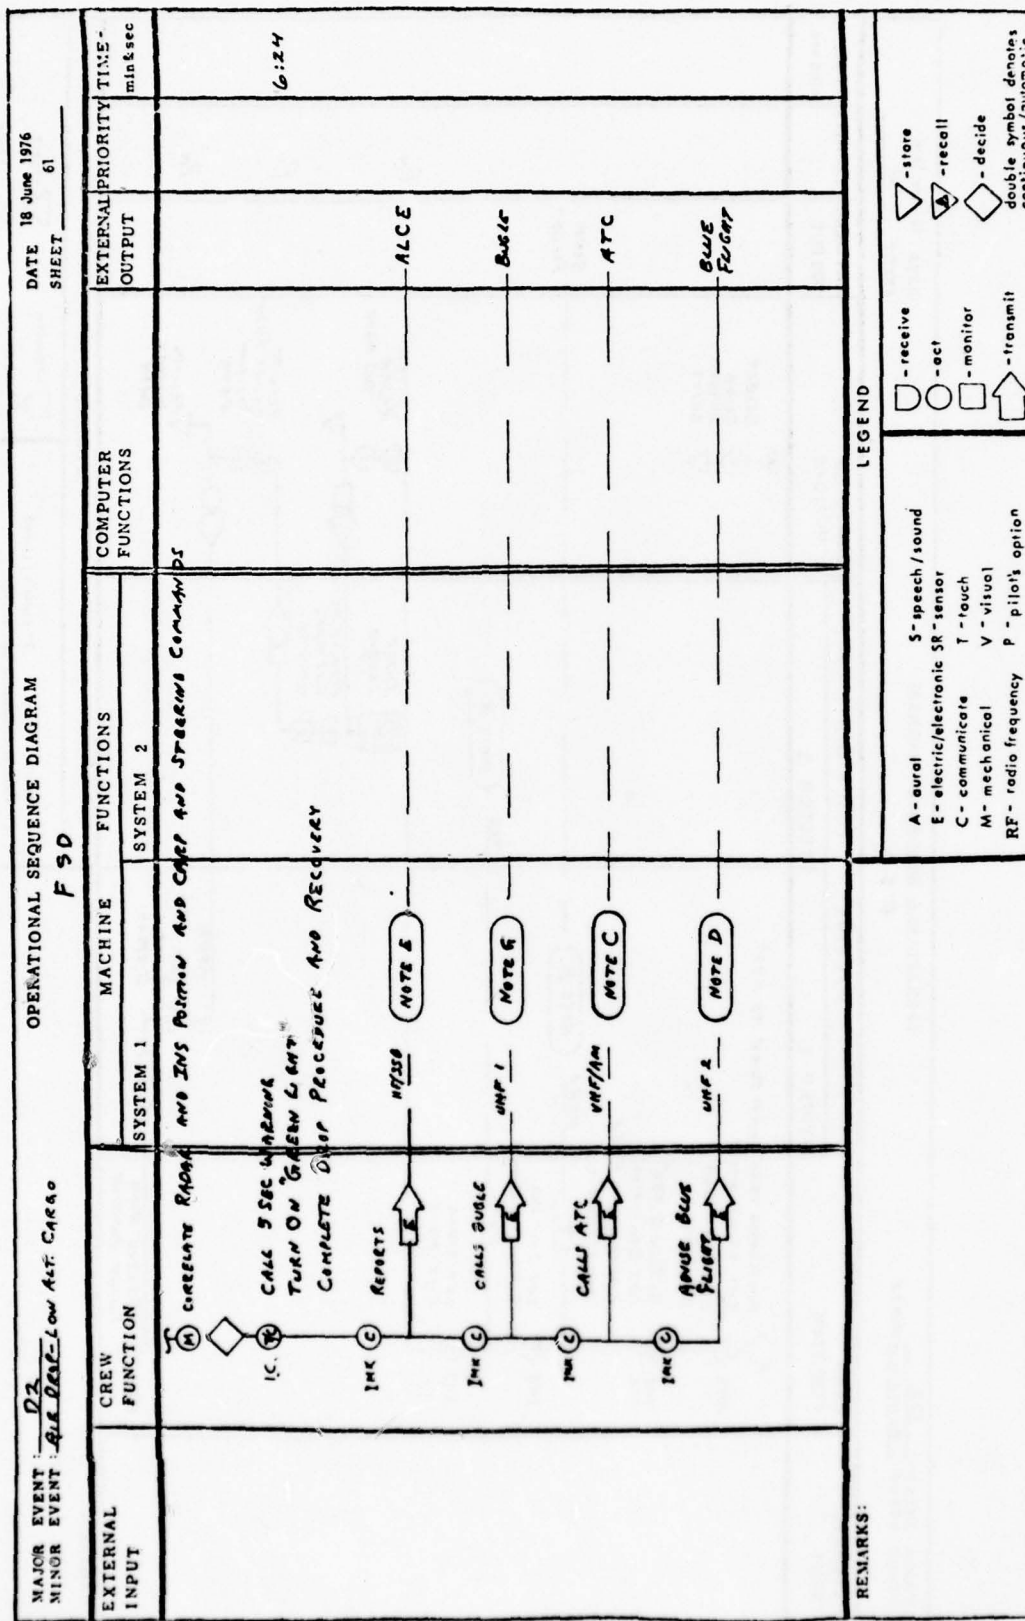 MAJOR EVENT: D2
MINOR EVENT: AIR DROP-LOW ALT. CARGO
OPERATIONAL SEQUENCE DIAGRAM
DATE 18 June 1976
SHEET 61
EXTERNAL INPUT
CREW FUNCTION
MACHINE FUNCTIONS
SYSTEM 1
SYSTEM 2
COMPUTER FUNCTIONS
EXTERNAL OUTPUT
PRIORITY
TIME-
min&sec
M CORRELATE RADAR AND INS POSITION AND CARP AND STEERING COMMANDS
I.C.
CALL 5 SEC WARNING
TURN ON "GREEN LIGHT"
COMPLETE DROP PROCEDURE AND RECOVERY
6:24
IMK C REPORTS E HF/SSB NOTE E ALCE
IMK C CALLS BUGLE E UHF 1 NOTE G BUGLE
IMK C CALLS ATC E VHF/AM NOTE C ATC
IMK C ADVISE BLUE FLIGHT E UHF 2 NOTE D BLUE FLIGHT
REMARKS:
LEGEND
A - aural
E - electric/electronic
C - communicate
M - mechanical
RF - radio frequency
S - speech/sound
SR - sensor
T - touch
V - visual
P - pilot's option
- receive
- act
- monitor
- transmit
- store
- recall
- decide
double symbol denotes